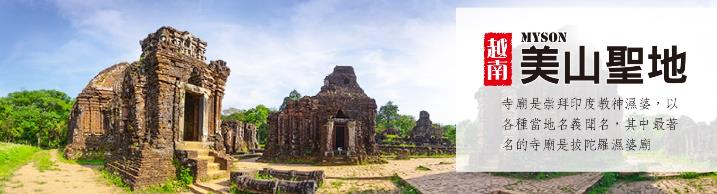 越南
MYSON
美山聖地
寺廟是崇拜印度教神濕婆，以
各種當地名義聞名，其中最著
名的寺廟是拔陀羅濕婆廟